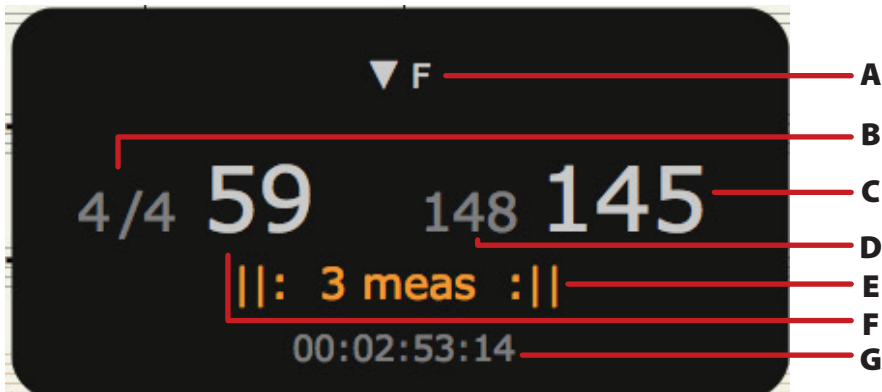 ▼ F A
B
4/4 59 148 145 C
D
||: 3 meas :|| E
F
00:02:53:14 G